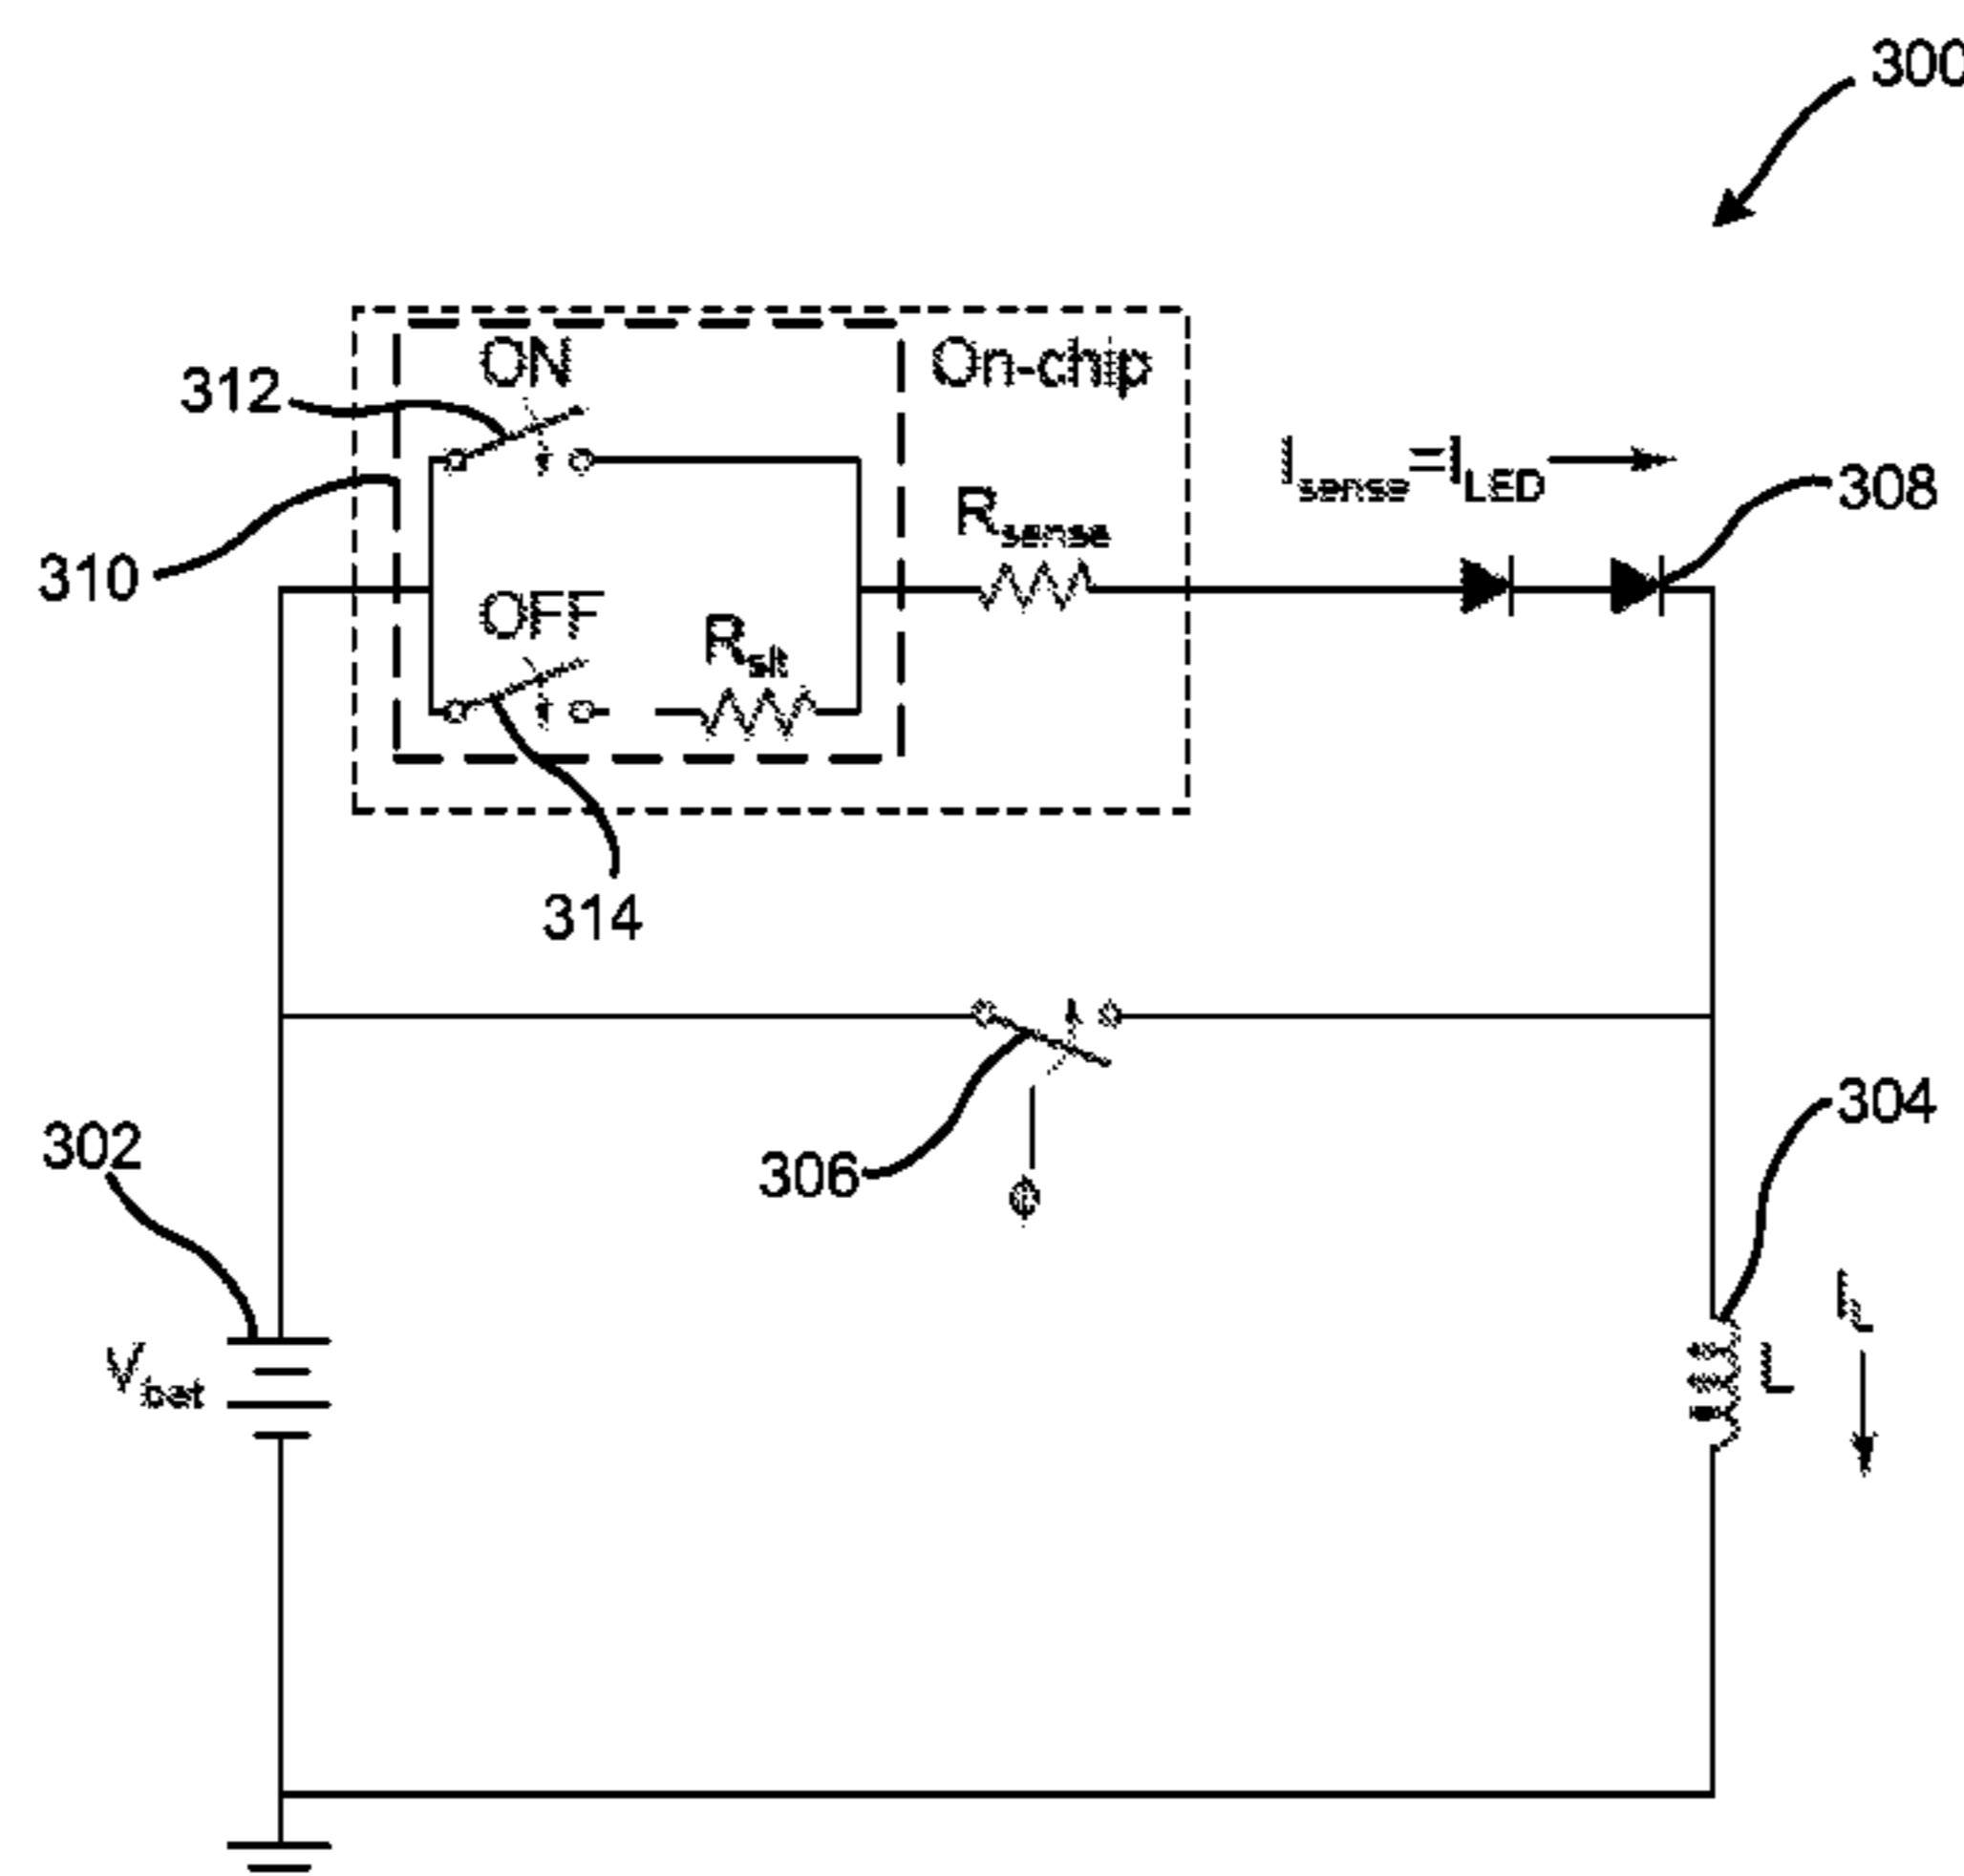 300
ON
On-chip
312
Isense=ILED
308
Rsense
310
OFF
Rslt
314
304
302
306
Φ
IL
Vbat
L